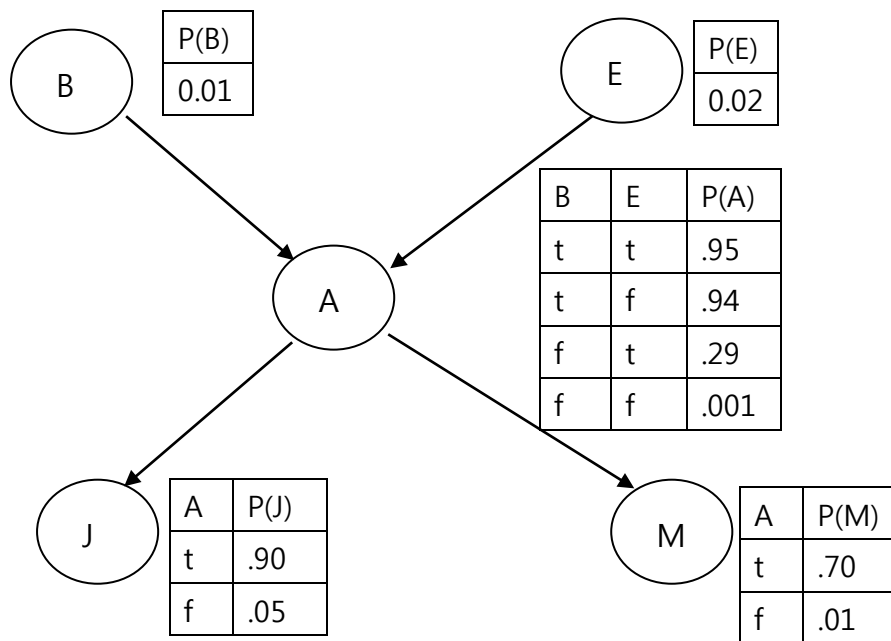 B
P(B)
0.01
E
P(E)
0.02
B E P(A)
t t .95
t f .94
f t .29
f f .001
A
J
A P(J)
t .90
f .05
M
A P(M)
t .70
f .01